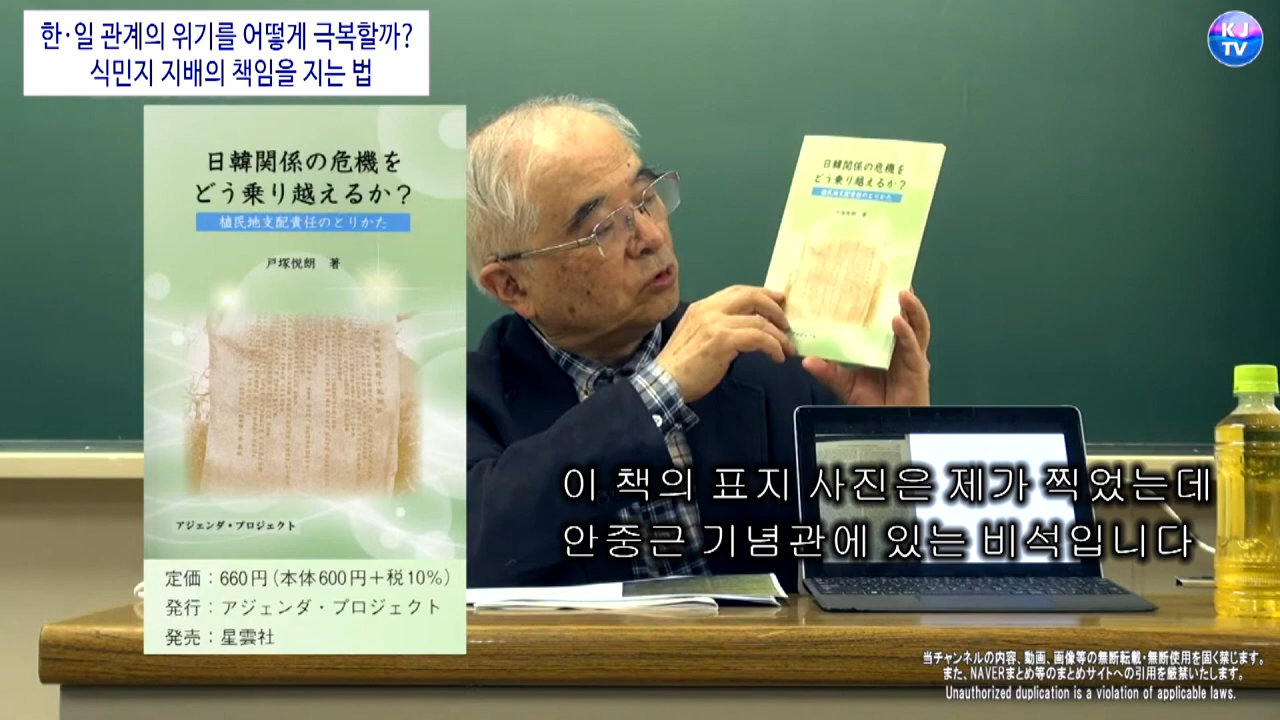 한·일 관계의 위기를 어떻게 극복할까?
식민지 지배의 책임을 지는 법
KJ
TV
日韓関係の危機を
どう乗り越えるか？
植民地支配責任のとりかた
戸塚悦朗 著
アジェンダ・プロジェクト
定価：660円（本体600円＋税10%）
発行：アジェンダ・プロジェクト
発売：星雲社
日韓関係の危機を
どう乗り越えるか？
植民地支配責任のとりかた
戸塚悦朗 著
이 책의 표지 사진은 제가 찍었는데
안중근 기념관에 있는 비석입니다
当チャンネルの内容、動画、画像等の無断転載・無断使用を固く禁じます。
また、NAVERまとめ等のまとめサイトへの引用を厳禁いたします。
Unauthorized duplication is a violation of applicable laws.